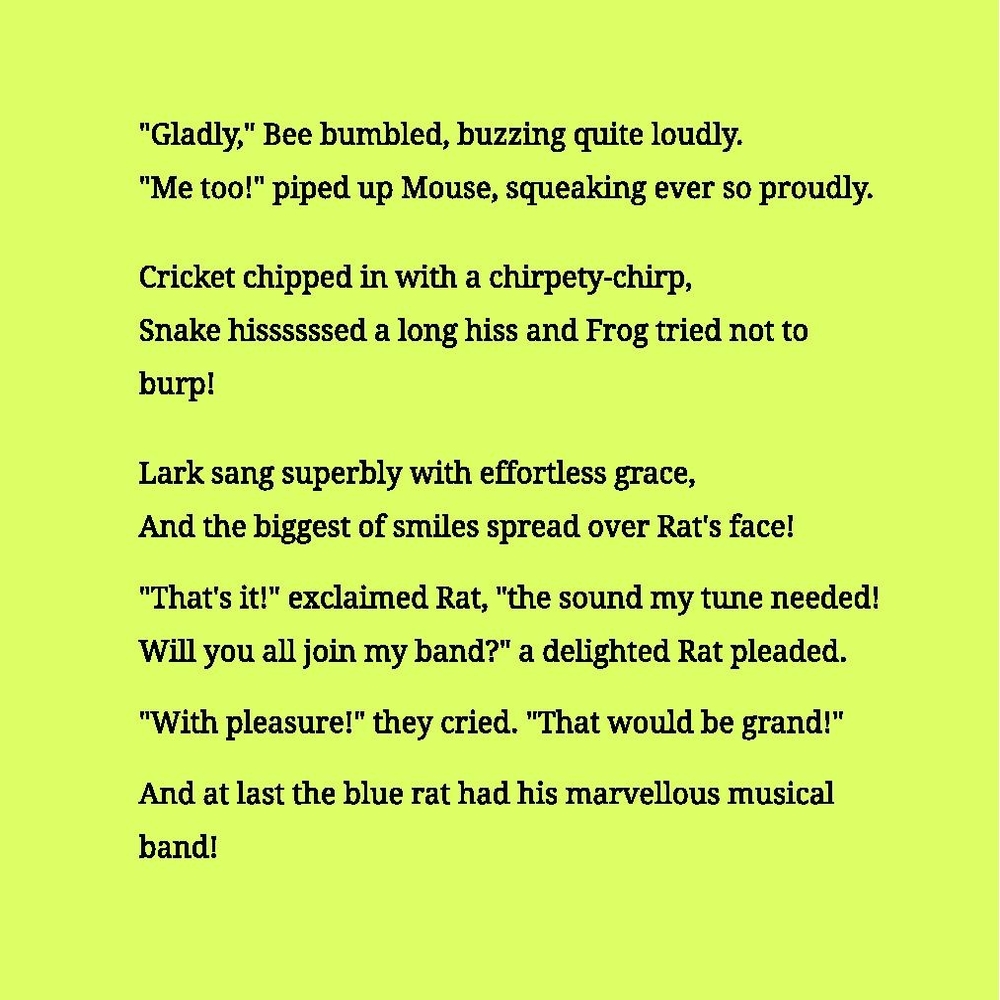 "Gladly," Bee bumbled, buzzing quite loudly.
"Me too!" piped up Mouse, squeaking ever so proudly.
Cricket chipped in with a chirpety-chirp,
Snake hissssssed a long hiss and Frog tried not to
burp!
Lark sang superbly with effortless grace,
And the biggest of smiles spread over Rat's face!
"That's it!" exclaimed Rat, "the sound my tune needed!
Will you all join my band?" a delighted Rat pleaded.
"With pleasure!" they cried. "That would be grand!"
And at last the blue rat had his marvellous musical
band!